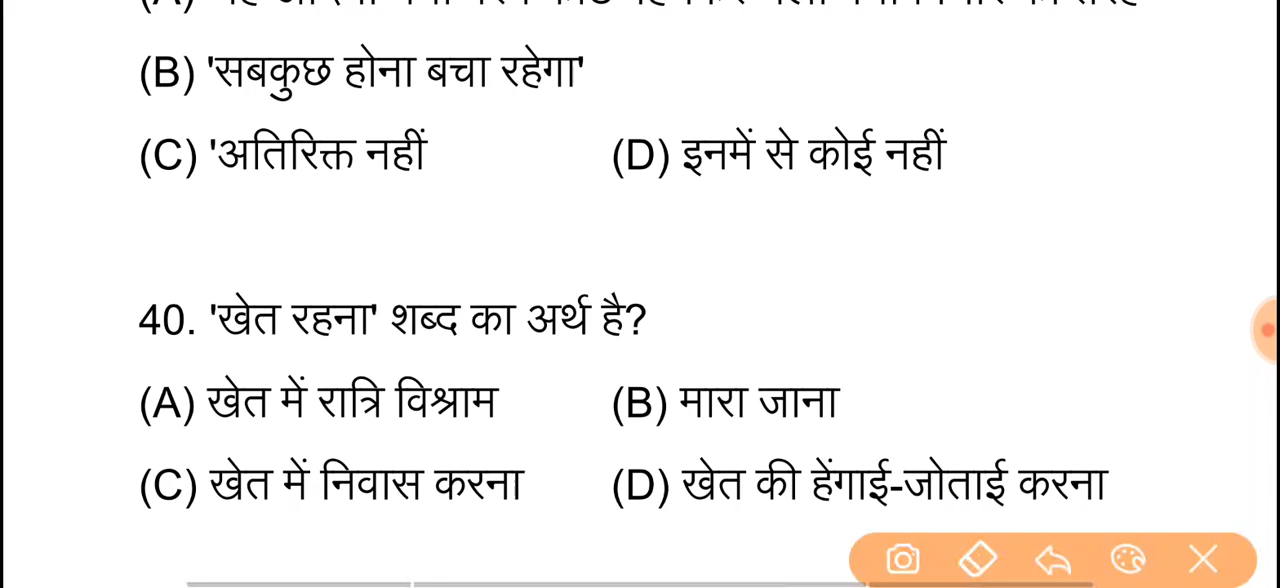 (B) 'सबकुछ होना बचा रहेगा'
(C) 'अतिरिक्त नहीं (D) इनमें से कोई नहीं
40. 'खेत रहना' शब्द का अर्थ है?
(A) खेत में रात्रि विश्राम (B) मारा जाना
(C) खेत में निवास करना (D) खेत की हेंगाई-जोताई करना